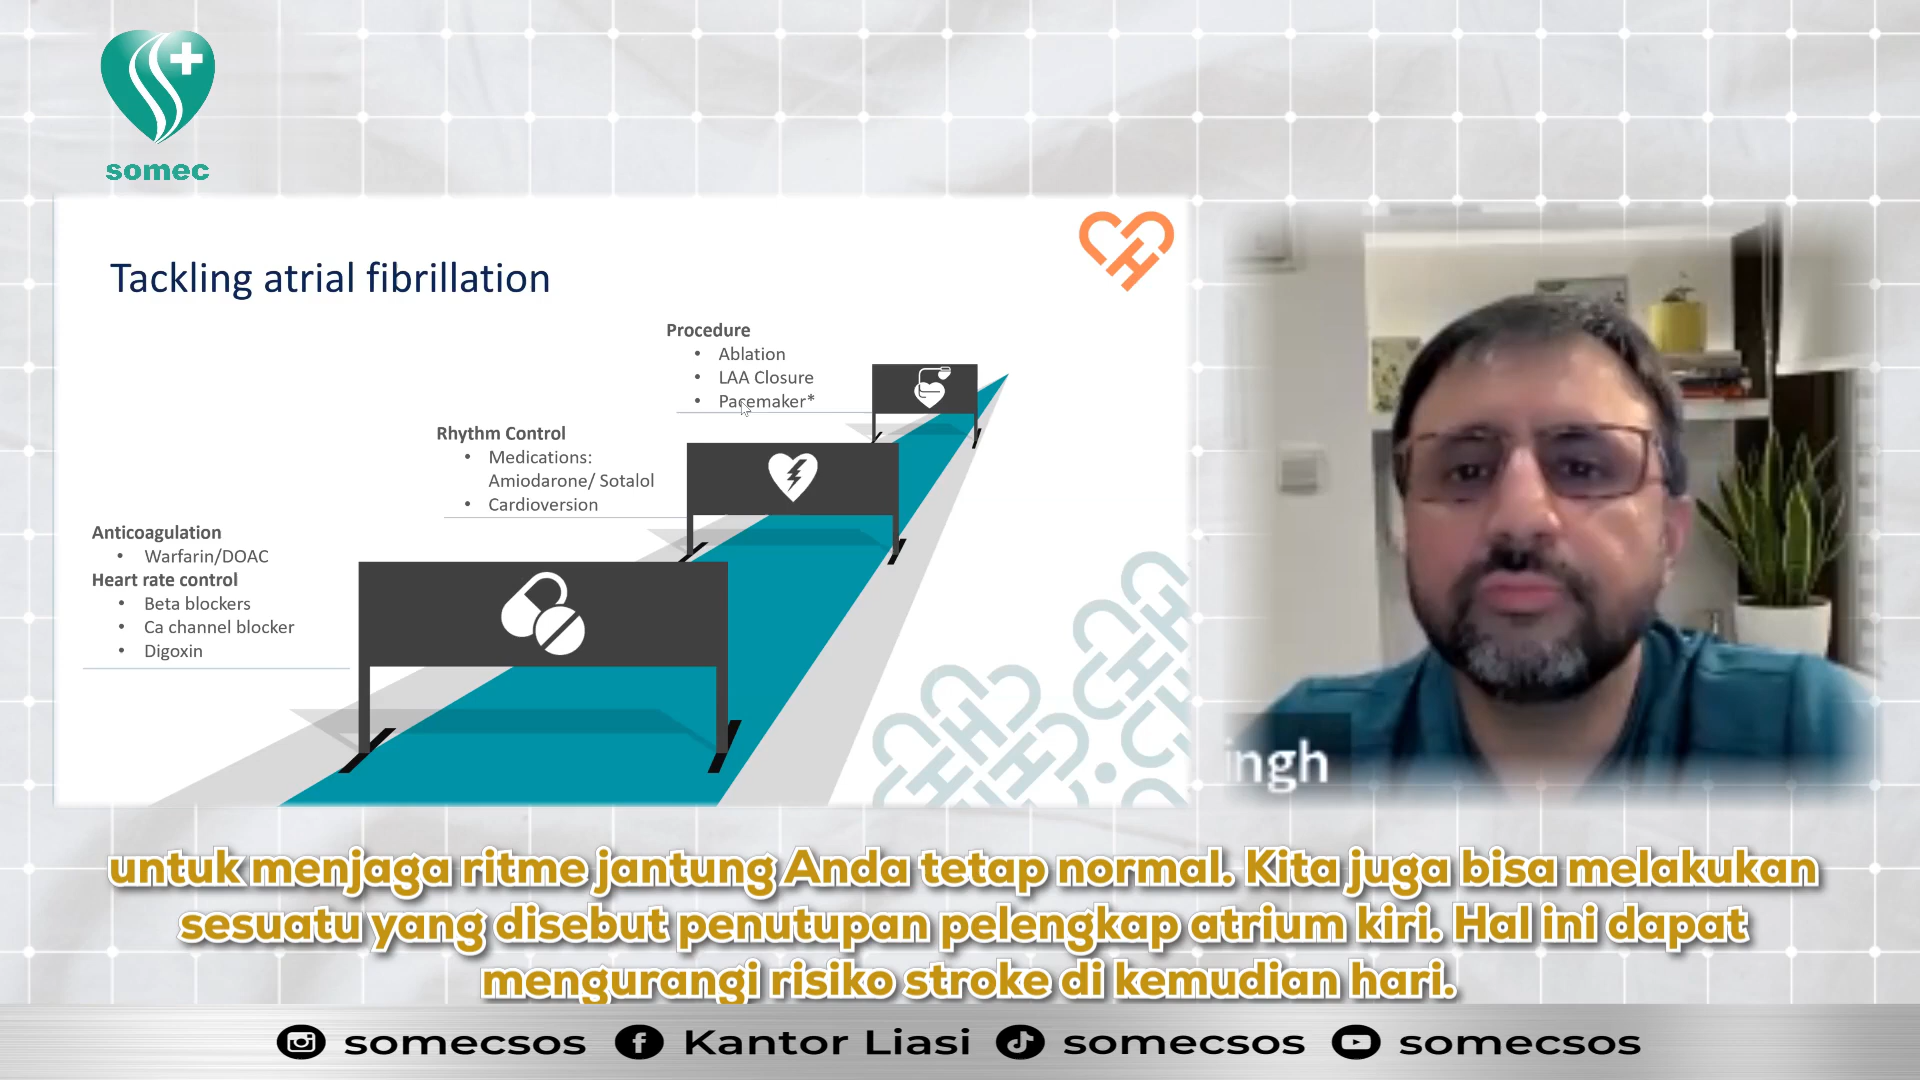 somec
Tackling atrial fibrillation
Procedure
• Ablation
• LAA Closure
• Pacemaker*
Rhythm Control
• Medications:
Amiodarone/ Sotalol
• Cardioversion
Anticoagulation
• Warfarin/DOAC
Heart rate control
• Beta blockers
• Ca channel blocker
• Digoxin
ingh
untuk menjaga ritme jantung Anda tetap normal. Kita juga bisa melakukan
sesuatu yang disebut penutupan pelengkap atrium kiri. Hal ini dapat
mengurangi risiko stroke di kemudian hari.
somecsos Kantor Liasi somecsos somecsos